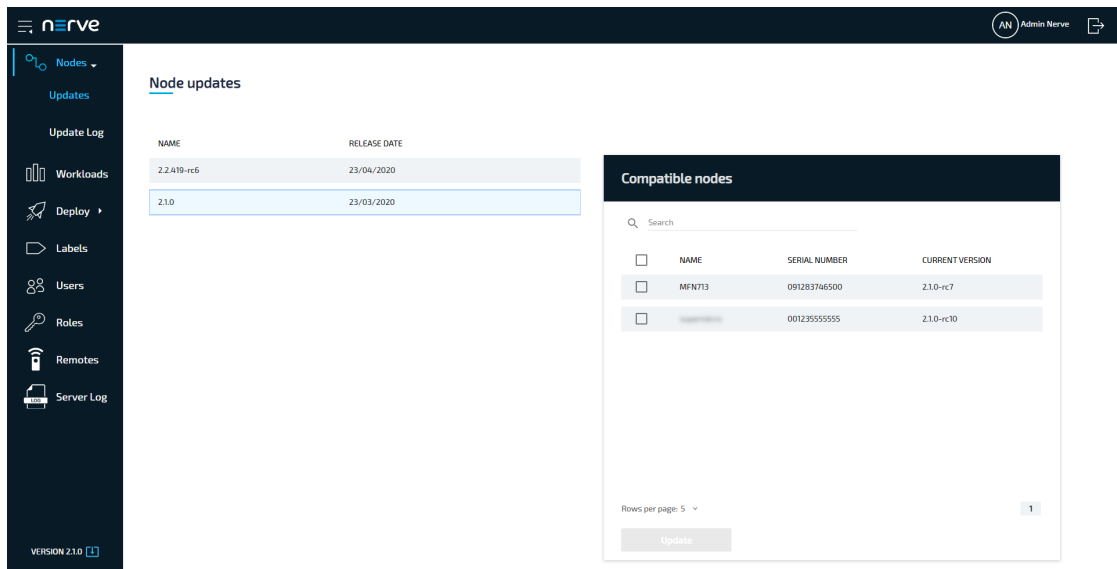 nerve
AN Admin Nerve
Nodes
Updates
Update Log
Workloads
Deploy
Labels
Users
Roles
Remotes
LOG Server Log
VERSION 2.1.0
Node updates
NAME RELEASE DATE
2.2.419-rc6 23/04/2020
2.1.0 23/03/2020
Compatible nodes
Search
NAME SERIAL NUMBER CURRENT VERSION
MFN713 091283746500 2.1.0-rc7
001235555555 2.1.0-rc10
Rows per page: 5 1
Update